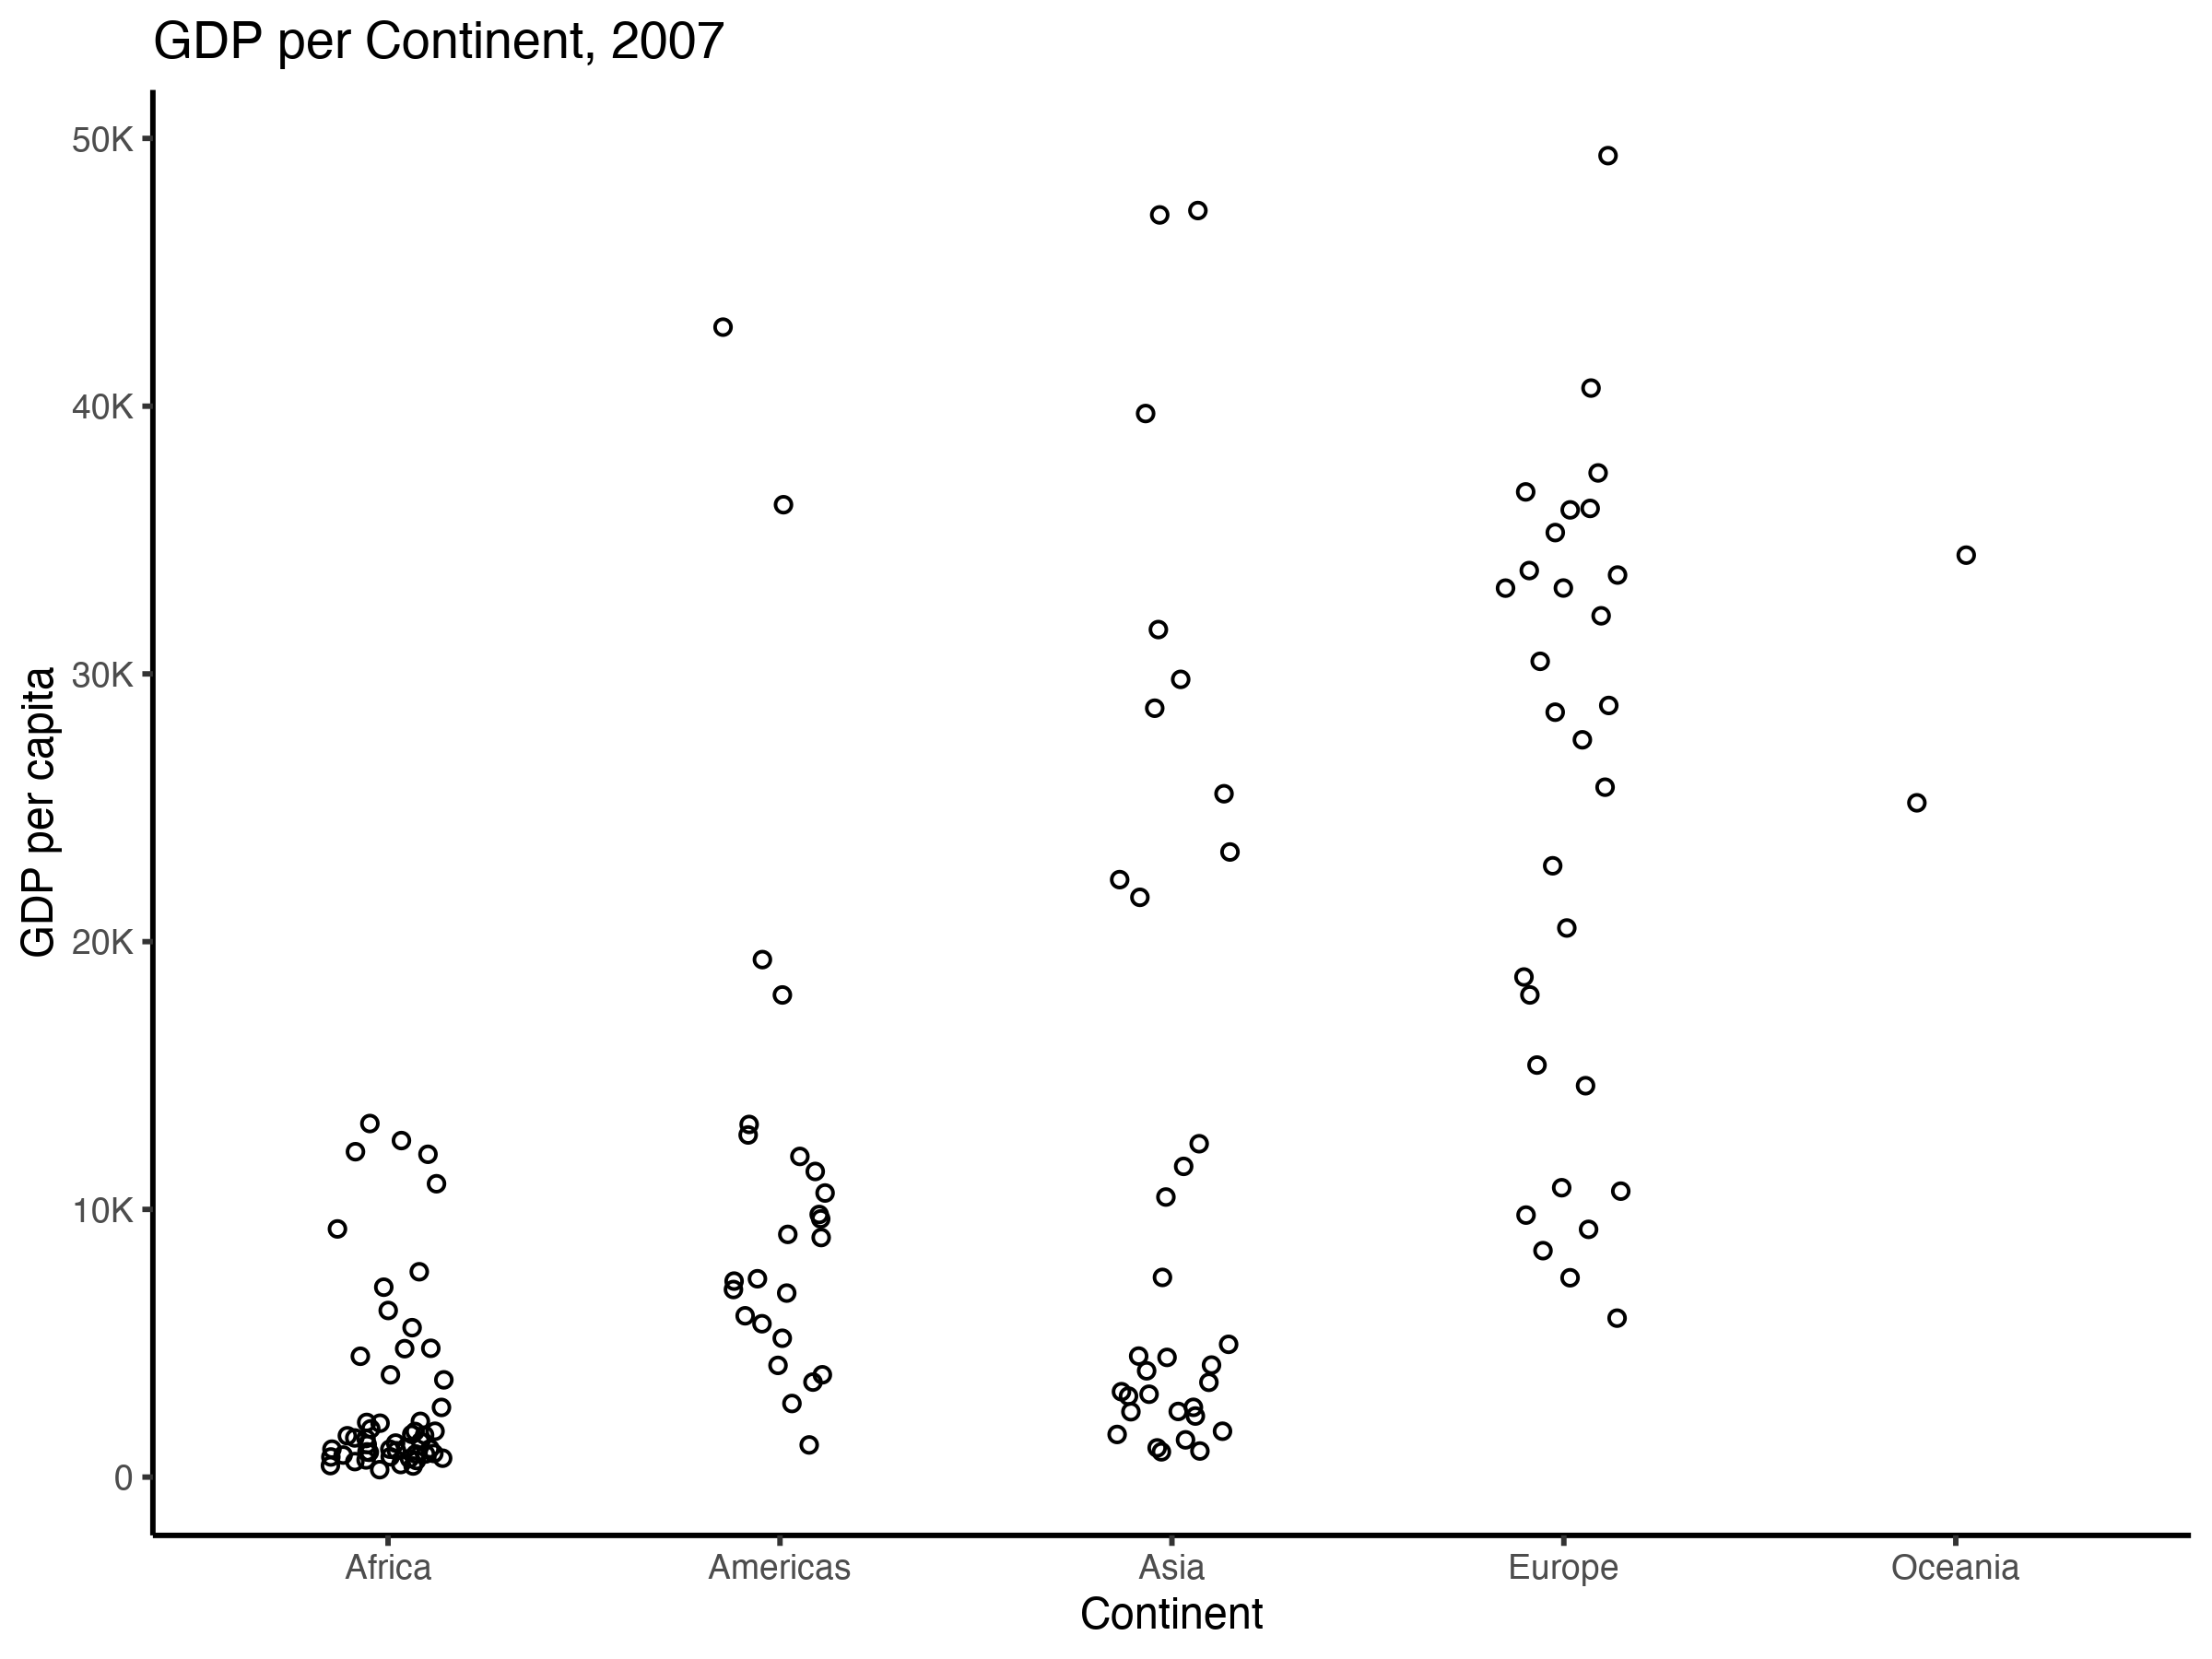 GDP per Continent, 2007
GDP per capita
50K
40K
30K
20K
10K
0
Africa
Americas
Asia
Europe
Oceania
Continent